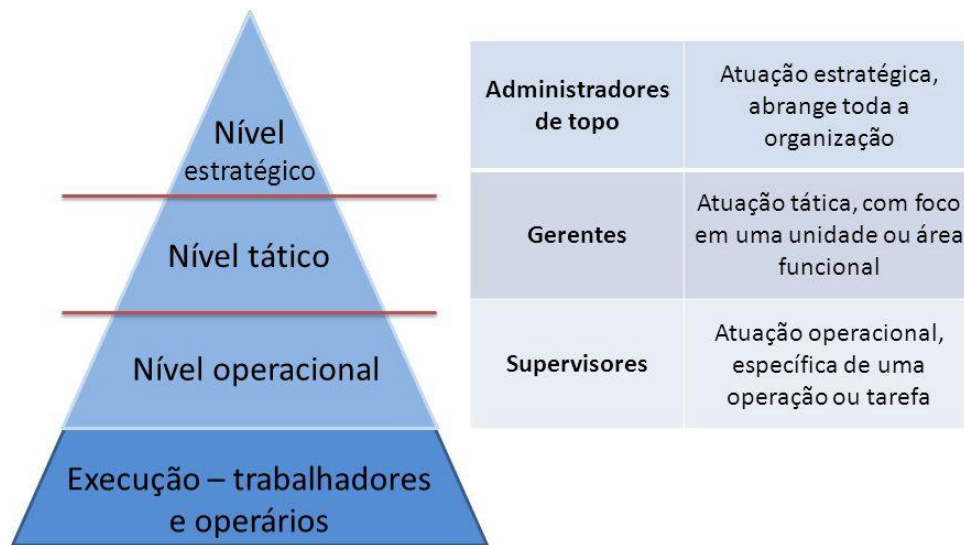 Nível
estratégico
Nível tático
Nível operacional
Execução – trabalhadores
e operários
Administradores
de topo
Atuação estratégica,
abrange toda a
organização
Gerentes
Atuação tática, com foco
em uma unidade ou área
funcional
Supervisores
Atuação operacional,
específica de uma
operação ou tarefa